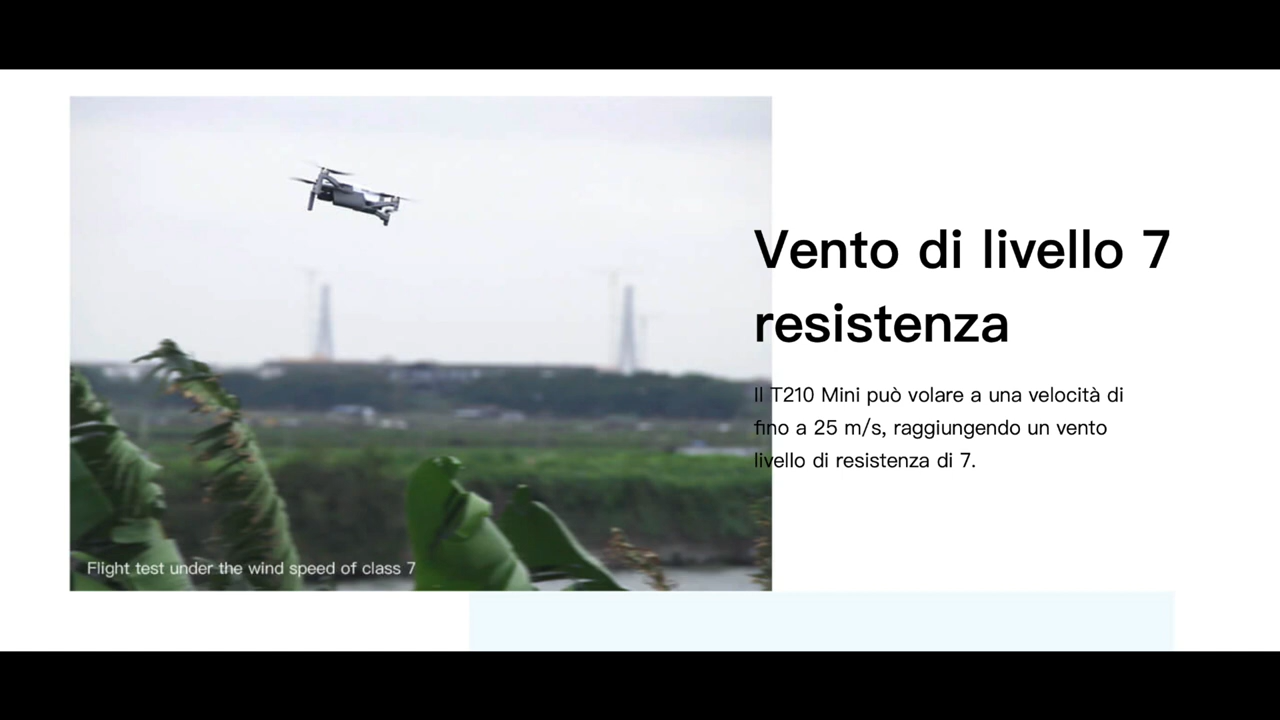 Vento di livello 7
resistenza
Il T210 Mini può volare a una velocità di
fino a 25 m/s, raggiungendo un vento
livello di resistenza di 7.
Flight test under the wind speed of class 7